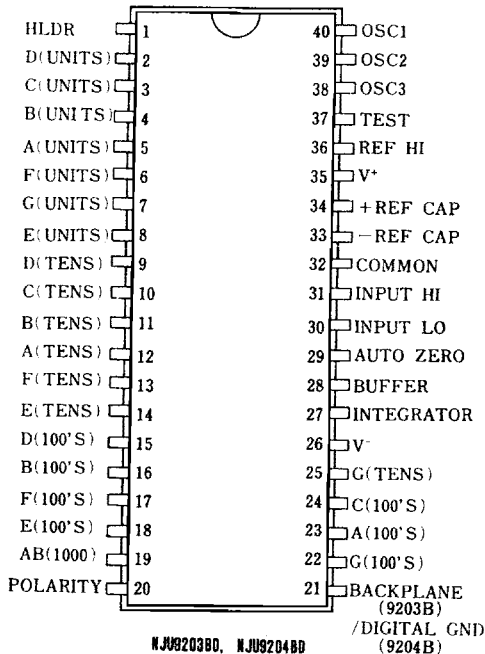 HLDR 1 40 OSC1
D(UNITS) 2 39 OSC2
C(UNITS) 3 38 OSC3
B(UNITS) 4 37 TEST
A(UNITS) 5 36 REF HI
F(UNITS) 6 35 V+
G(UNITS) 7 34 +REF CAP
E(UNITS) 8 33 −REF CAP
D(TENS) 9 32 COMMON
C(TENS) 10 31 INPUT HI
B(TENS) 11 30 INPUT LO
A(TENS) 12 29 AUTO ZERO
F(TENS) 13 28 BUFFER
E(TENS) 14 27 INTEGRATOR
D(100'S) 15 26 V-
B(100'S) 16 25 G(TENS)
F(100'S) 17 24 C(100'S)
E(100'S) 18 23 A(100'S)
AB(1000) 19 22 G(100'S)
POLARITY 20 21 BACKPLANE
(9203B)
/DIGITAL GND
(9204B)
NJU9203BD, NJU9204BD